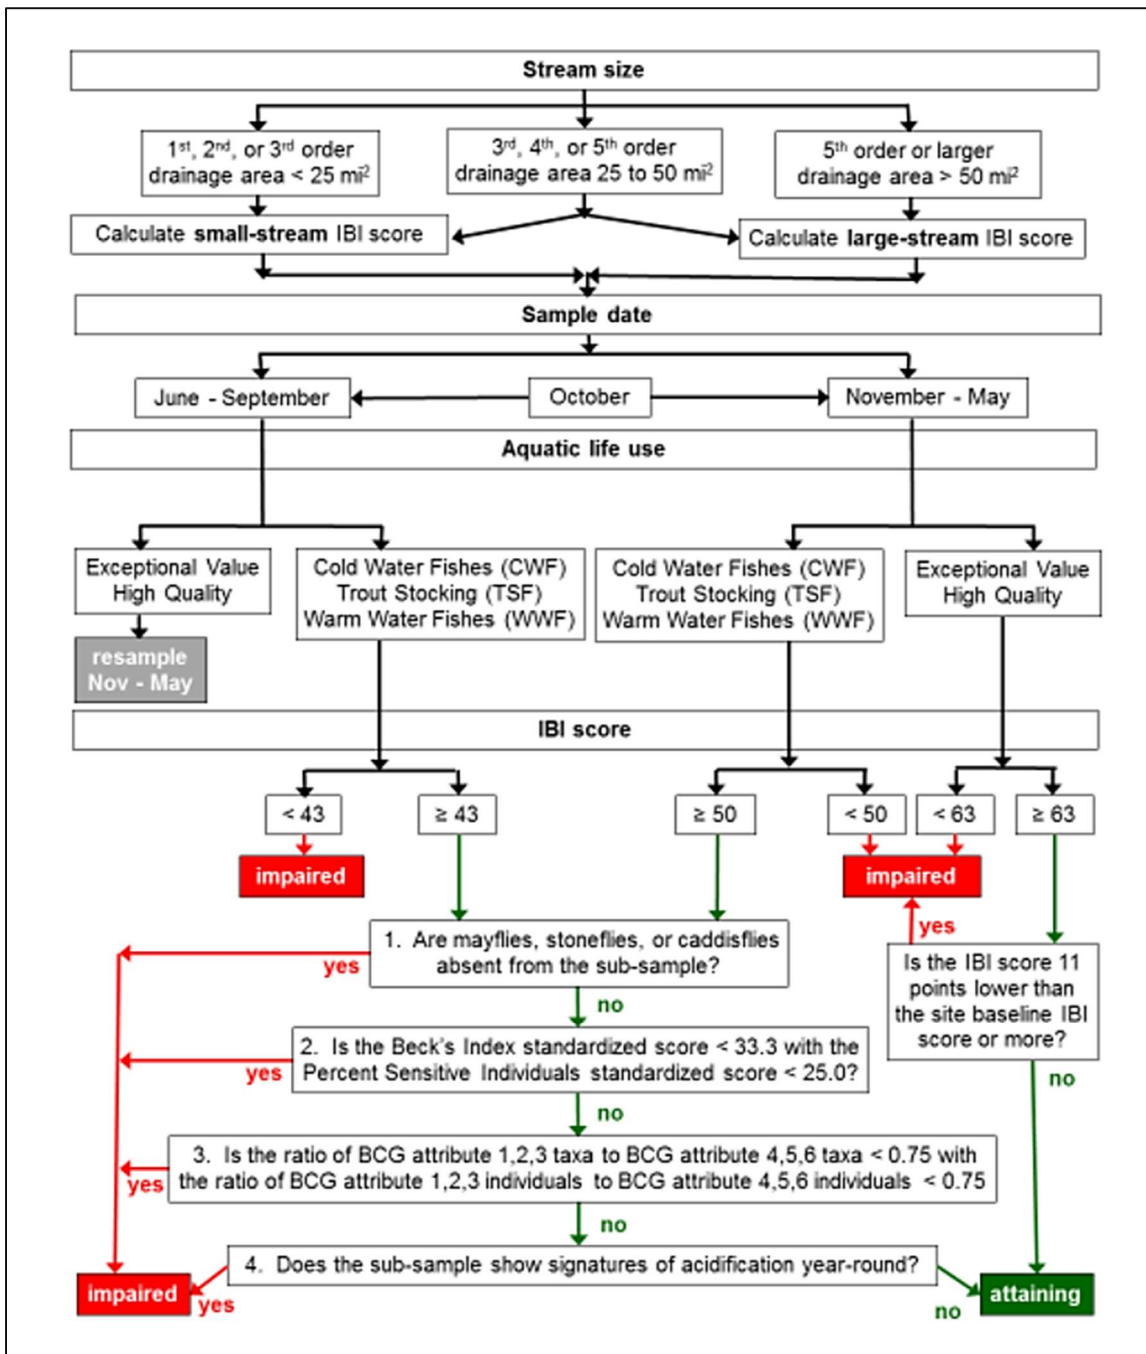 Stream size
1st, 2nd, or 3rd order
drainage area < 25 mi²
3rd, 4th, or 5th order
drainage area 25 to 50 mi²
5th order or larger
drainage area > 50 mi²
Calculate small-stream IBI score
Calculate large-stream IBI score
Sample date
June - September
October
November - May
Aquatic life use
Exceptional Value
High Quality
Cold Water Fishes (CWF)
Trout Stocking (TSF)
Warm Water Fishes (WWF)
Cold Water Fishes (CWF)
Trout Stocking (TSF)
Warm Water Fishes (WWF)
Exceptional Value
High Quality
resample
Nov - May
IBI score
< 43
≥ 43
≥ 50
< 50
< 63
≥ 63
impaired
impaired
yes
1. Are mayflies, stoneflies, or caddisflies
absent from the sub-sample?
yes
no
Is the IBI score 11
points lower than
the site baseline IBI
score or more?
no
2. Is the Beck's Index standardized score < 33.3 with the
Percent Sensitive Individuals standardized score < 25.0?
yes
no
3. Is the ratio of BCG attribute 1,2,3 taxa to BCG attribute 4,5,6 taxa < 0.75 with
the ratio of BCG attribute 1,2,3 individuals to BCG attribute 4,5,6 individuals < 0.75
yes
no
4. Does the sub-sample show signatures of acidification year-round?
impaired
yes
no
attaining